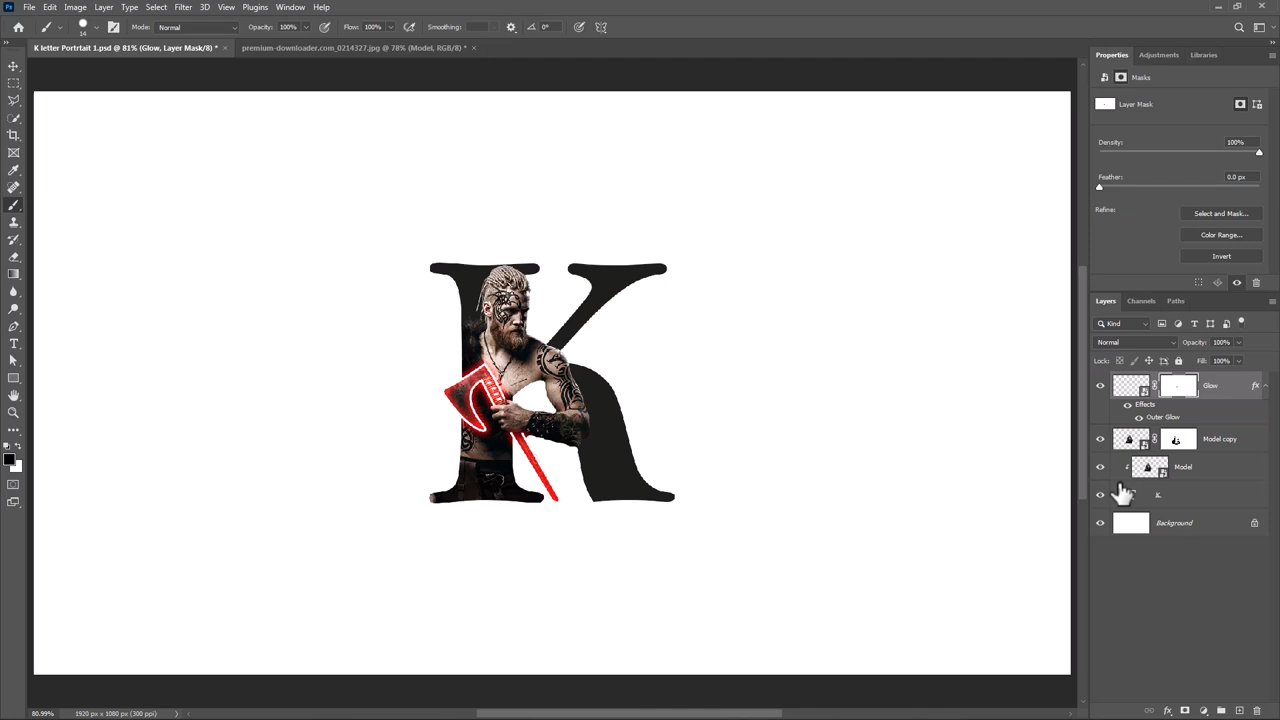 Ps File Edit Image Layer Type Select Filter 3D View Plugins Window Help
14 Mode: Normal Opacity: 100% Flow: 100% Smoothing: 0°
K letter Portrtait 1.psd @ 81% (Glow, Layer Mask/8) * × premium-downloader.com_0214327.jpg @ 78% (Model, RGB/8) * ×
Properties Adjustments Libraries
Masks
Layer Mask
Density: 100%
Feather: 0.0 px
Refine: Select and Mask...
Color Range...
Invert
Layers Channels Paths
Kind
Normal Opacity: 100%
Lock: Fill: 100%
Glow fx
Effects
Outer Glow
Model copy
Model
K
Background
K
T
80.99% 1920 px x 1080 px (300 ppi)
fx